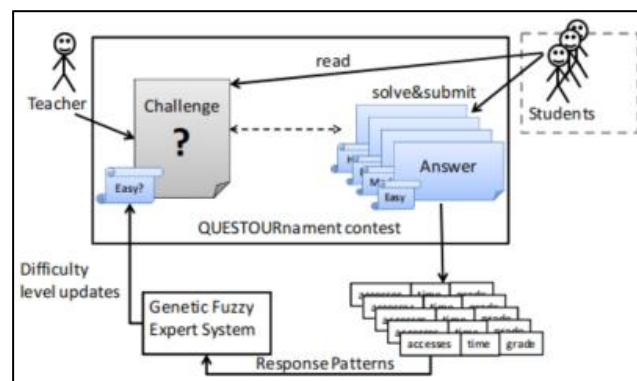 read
Teacher
Challenge
?
Easy?
solve&submit
Students
Answer
Easy
QUESTOURnament contest
Difficulty
level updates
Genetic Fuzzy
Expert System
Response Patterns
accesses time grade